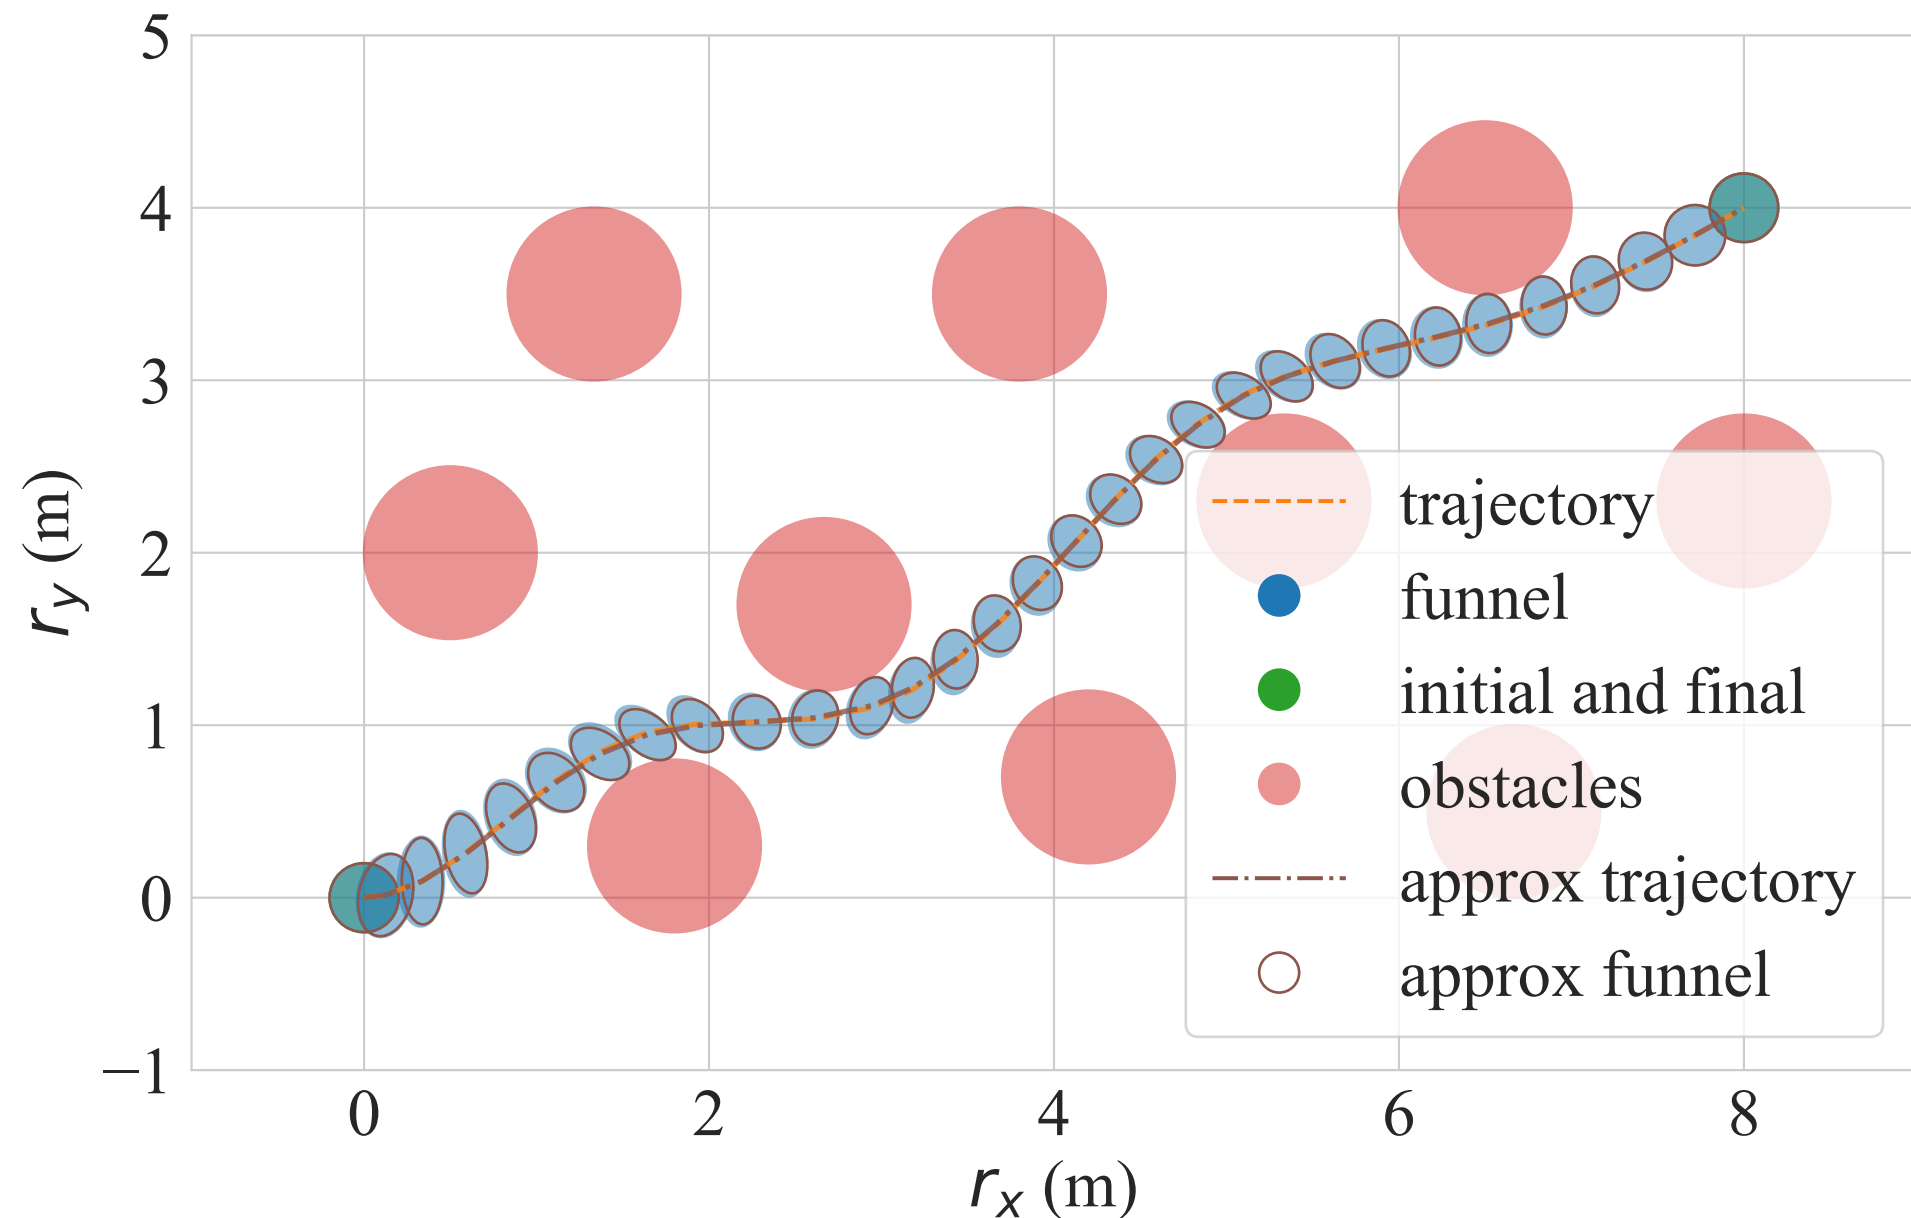 5
4
3
2
1
0
−1
0 2 4 6 8
r_y (m)
r_x (m)
trajectory
funnel
initial and final
obstacles
approx trajectory
approx funnel